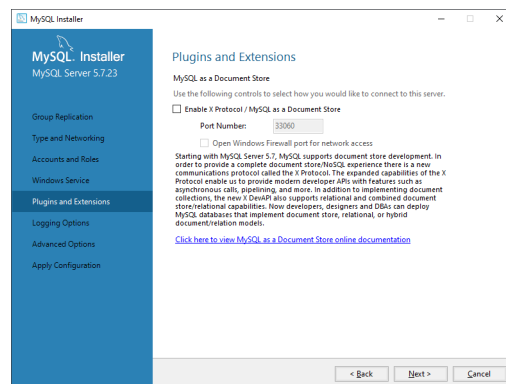 MySQL Installer
MySQL. Installer
MySQL Server 5.7.23
Group Replication
Type and Networking
Accounts and Roles
Windows Service
Plugins and Extensions
Logging Options
Advanced Options
Apply Configuration
Plugins and Extensions
MySQL as a Document Store
Use the following controls to select how you would like to connect to this server.
Enable X Protocol / MySQL as a Document Store
Port Number:
33060
Open Windows Firewall port for network access
Starting with MySQL Server 5.7, MySQL supports document store development. In
order to provide a complete document store/NoSQL experience there is a new
communications protocol called the X Protocol. The expanded capabilities of the X
Protocol enable us to provide modern developer APIs with features such as
asynchronous calls, pipelining, and more. In addition to implementing document
collections, the new X DevAPI also supports relational and combined document
store/relational capabilities. Now developers, designers and DBAs can deploy
MySQL databases that implement document store, relational, or hybrid
document/relation models.
Click here to view MySQL as a Document Store online documentation
< Back
Next >
Cancel